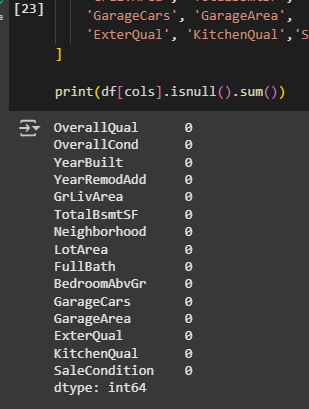 [23]
'GarageCars', 'GarageArea',
'ExterQual', 'KitchenQual','S
]
print(df[cols].isnull().sum())
OverallQual 0
OverallCond 0
YearBuilt 0
YearRemodAdd 0
GrLivArea 0
TotalBsmtSF 0
Neighborhood 0
LotArea 0
FullBath 0
BedroomAbvGr 0
GarageCars 0
GarageArea 0
ExterQual 0
KitchenQual 0
SaleCondition 0
dtype: int64